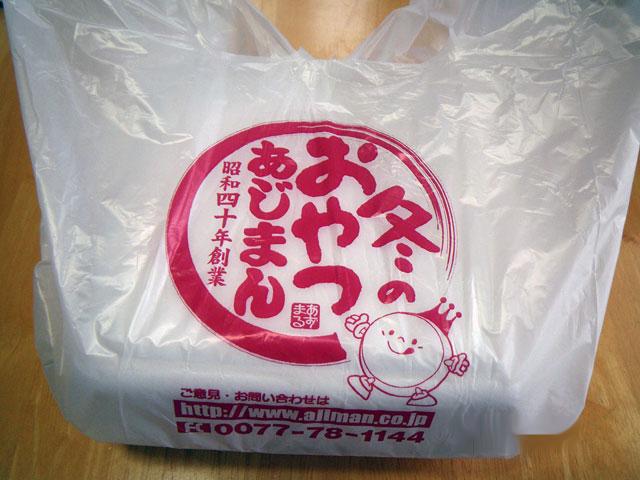 冬の
おやつ
あじまん
昭和四十年創業
あず
まる
ご意見・お問い合わせは
http://www.ajiman.co.jp
0077-78-1144